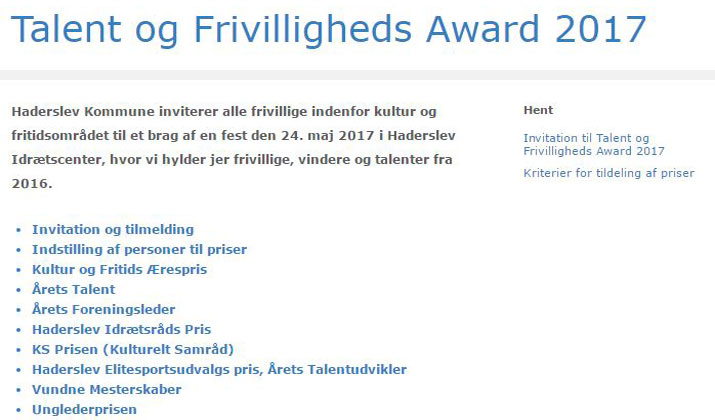 Talent og Frivilligheds Award 2017
Haderslev Kommune inviterer alle frivillige indenfor kultur og
fritidsområdet til et brag af en fest den 24. maj 2017 i Haderslev
Idrætscenter, hvor vi hylder jer frivillige, vindere og talenter fra
2016.
• Invitation og tilmelding
• Indstilling af personer til priser
• Kultur og Fritids Ærespris
• Årets Talent
• Årets Foreningsleder
• Haderslev Idrætsråds Pris
• KS Prisen (Kulturelt Samråd)
• Haderslev Elitesportsudvalgs pris, Årets Talentudvikler
• Vundne Mesterskaber
• Unglederprisen
Hent
Invitation til Talent og
Frivilligheds Award 2017
Kriterier for tildeling af priser